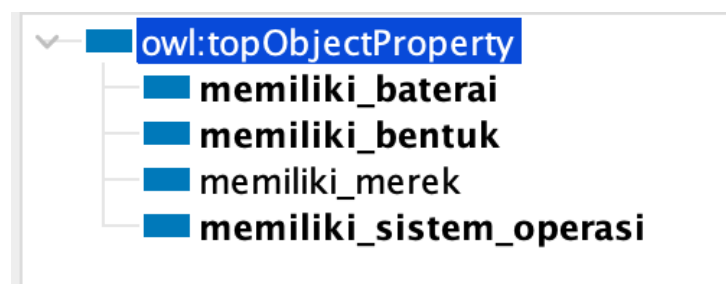 owl:topObjectProperty
memiliki_baterai
memiliki_bentuk
memiliki_merek
memiliki_sistem_operasi